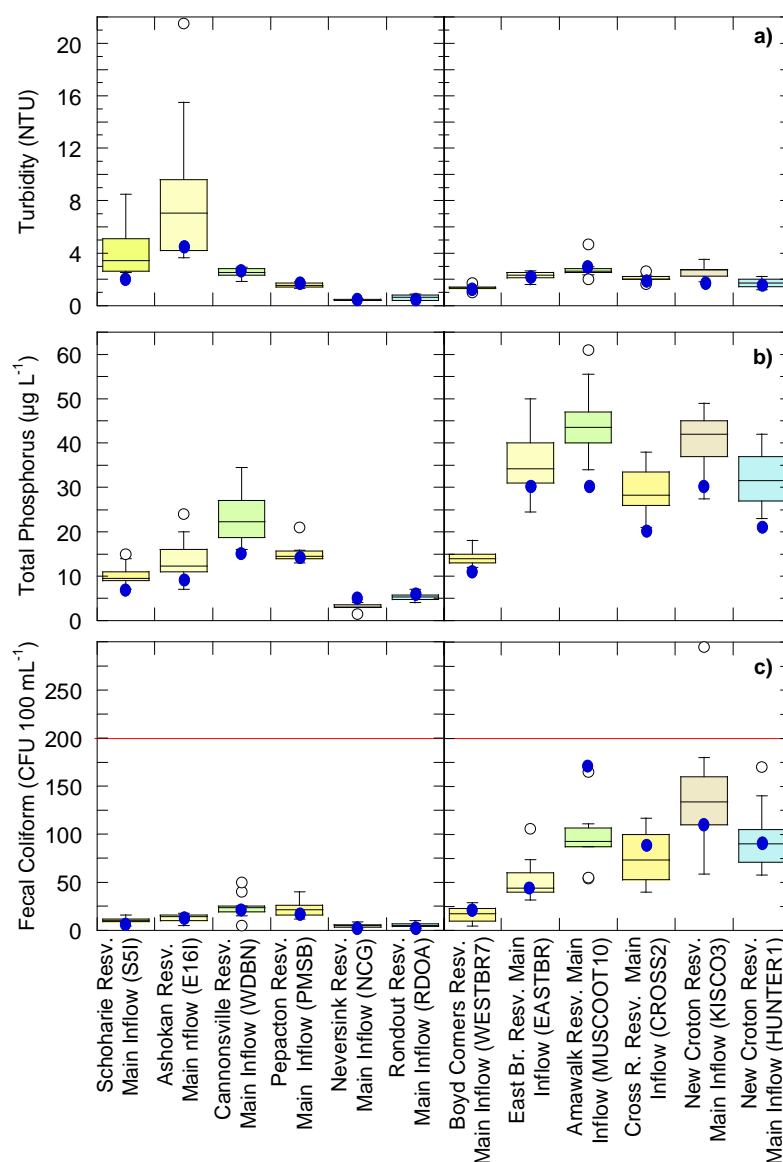 a)
Turbidity (NTU)
22
20
16
12
8
4
0
b)
Total Phosphorus (µg L-1)
60
50
40
30
20
10
0
c)
Fecal Coliform (CFU 100 mL-1)
250
200
150
100
50
0
Schoharie Resv.
Main Inflow (S5I)
Ashokan Resv.
Main nflow (E16I)
Cannonsville Resv.
Main Inflow (WDBN)
Pepacton Resv.
Main Inflow (PMSB)
Neversink Resv.
Main Inflow (NCG)
Rondout Resv.
Main Inflow (RDOA)
Boyd Corners Resv.
Main Inflow (WESTBR7)
East Br. Resv. Main
Inflow (EASTBR)
Amawalk Resv. Main
Inflow (MUSCOOT10)
Cross R. Resv. Main
Inflow (CROSS2)
New Croton Resv.
Main Inflow (KISCO3)
New Croton Resv.
Main Inflow (HUNTER1)